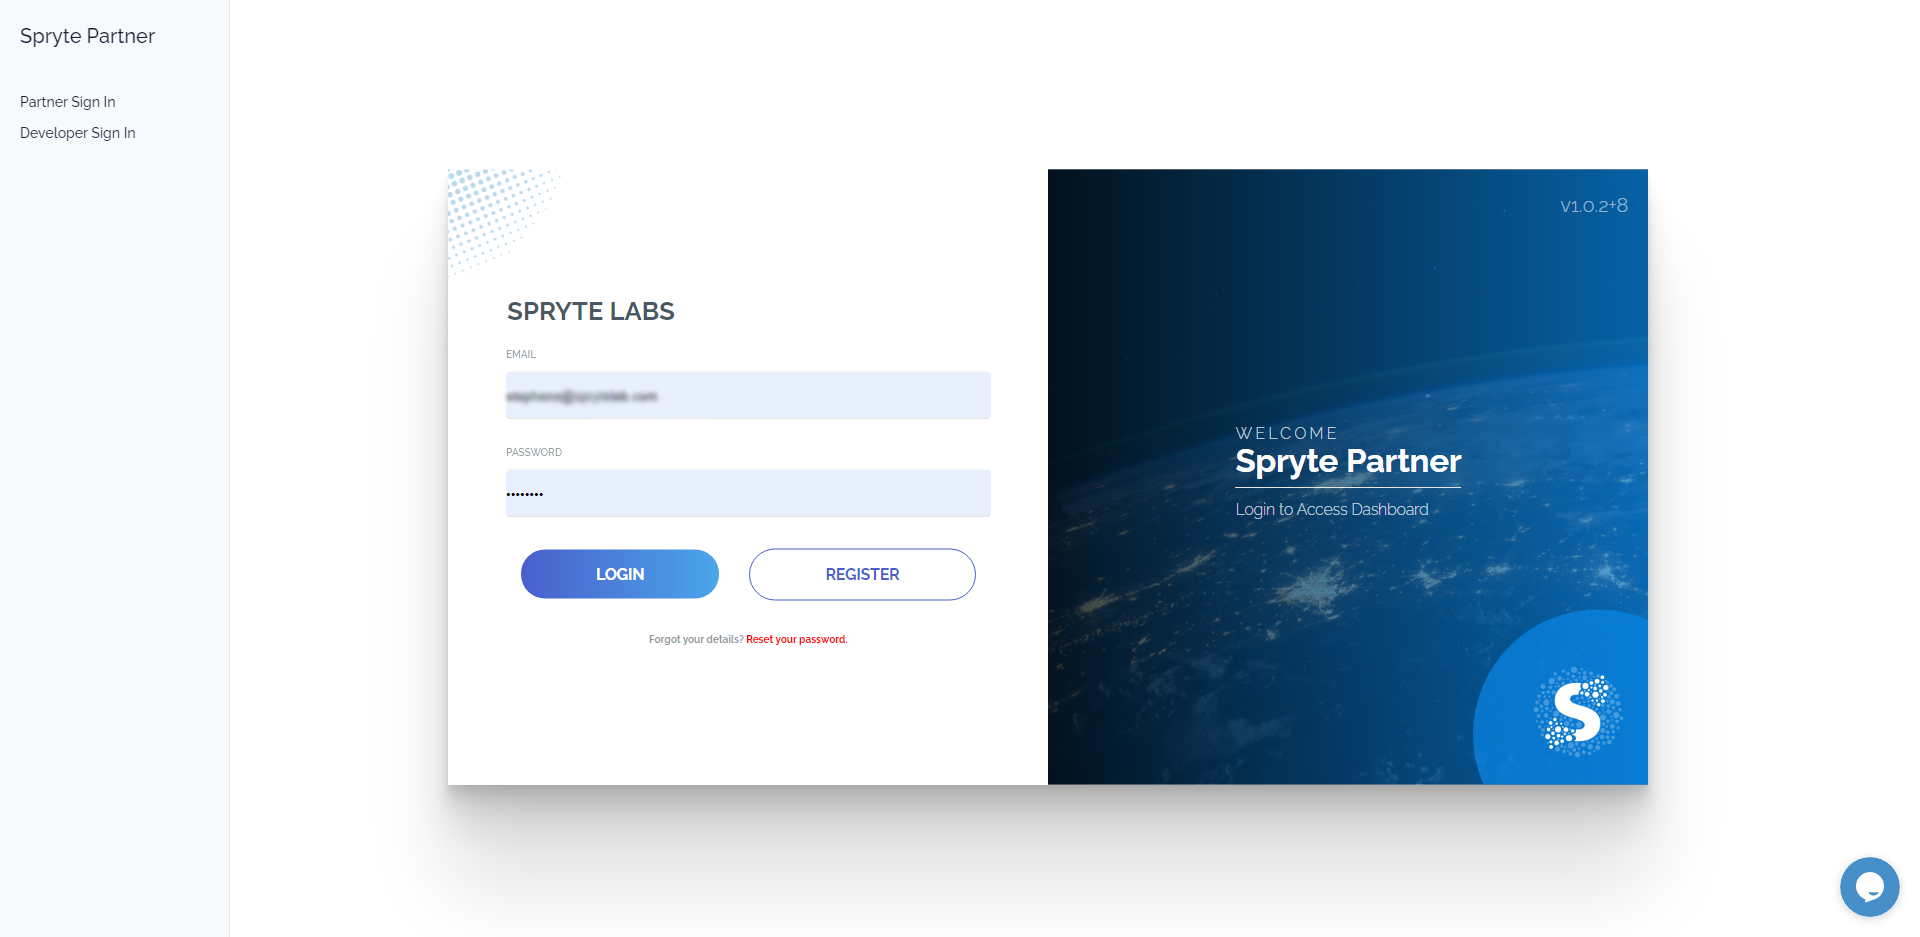 Spryte Partner
Partner Sign In
Developer Sign In
SPRYTE LABS
EMAIL
PASSWORD
••••••••
LOGIN
REGISTER
Forgot your details? Reset your password.
v1.0.2+8
WELCOME
Spryte Partner
Login to Access Dashboard
S